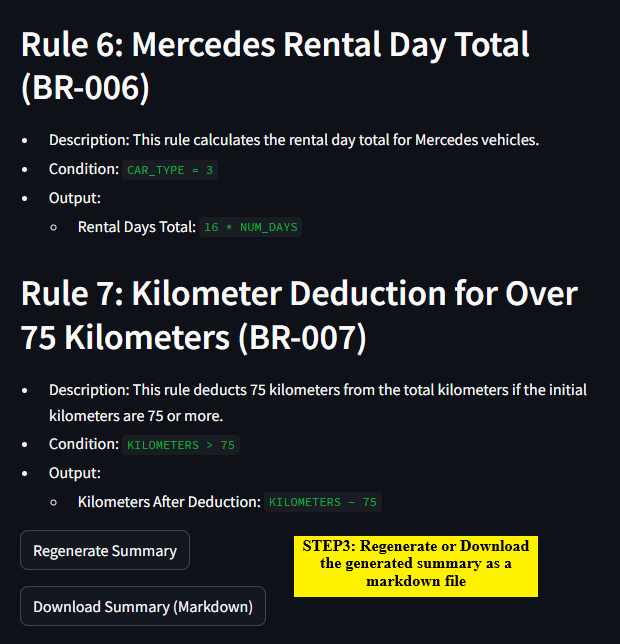 Rule 6: Mercedes Rental Day Total
(BR-006)
• Description: This rule calculates the rental day total for Mercedes vehicles.
• Condition: CAR_TYPE = 3
• Output:
○ Rental Days Total: 16 * NUM_DAYS
Rule 7: Kilometer Deduction for Over
75 Kilometers (BR-007)
• Description: This rule deducts 75 kilometers from the total kilometers if the initial
kilometers are 75 or more.
• Condition: KILOMETERS > 75
• Output:
○ Kilometers After Deduction: KILOMETERS - 75
Regenerate Summary
STEP3: Regenerate or Download
the generated summary as a
markdown file
Download Summary (Markdown)